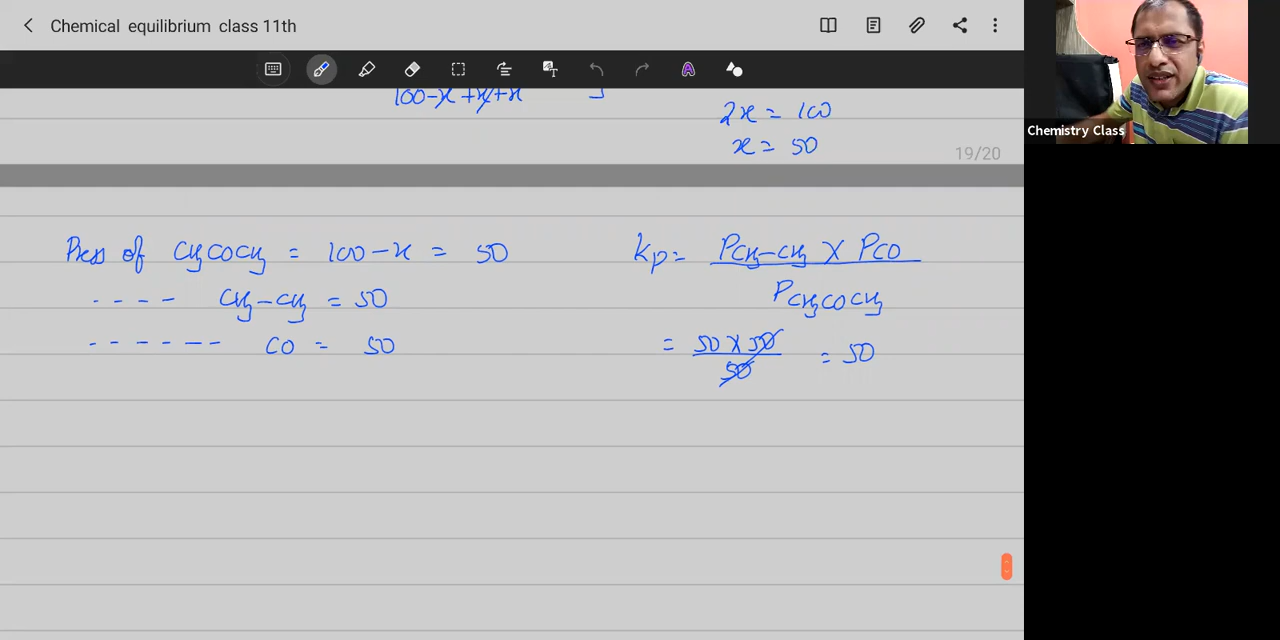 Chemical equilibrium class 11th
100-x+x+x
2x = 100
x = 50
19/20
Chemistry Class
Press of CH3COCH3 = 100-x = 50
---- CH3-CH3 = 50
------ CO = 50
Kp = PCH3-CH3 X PCO
PCH3COCH3
= 50 X 50
50
= 50